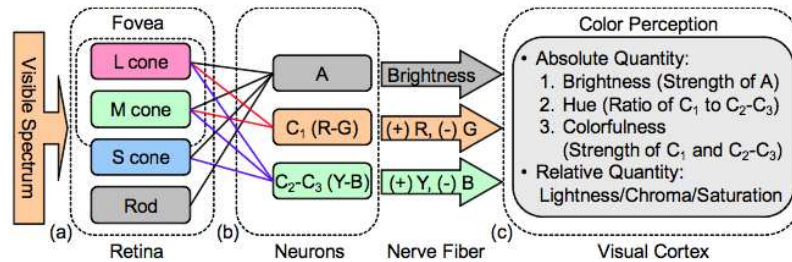 Visible Spectrum
(a)
Fovea
L cone
M cone
S cone
Rod
Retina
(b)
A
C₁ (R-G)
C₂-C₃ (Y-B)
Neurons
Brightness
(+) R, (-) G
(+) Y, (-) B
Nerve Fiber
(c)
Color Perception
• Absolute Quantity:
1. Brightness (Strength of A)
2. Hue (Ratio of C₁ to C₂-C₃)
3. Colorfulness
(Strength of C₁ and C₂-C₃)
• Relative Quantity:
Lightness/Chroma/Saturation
Visual Cortex